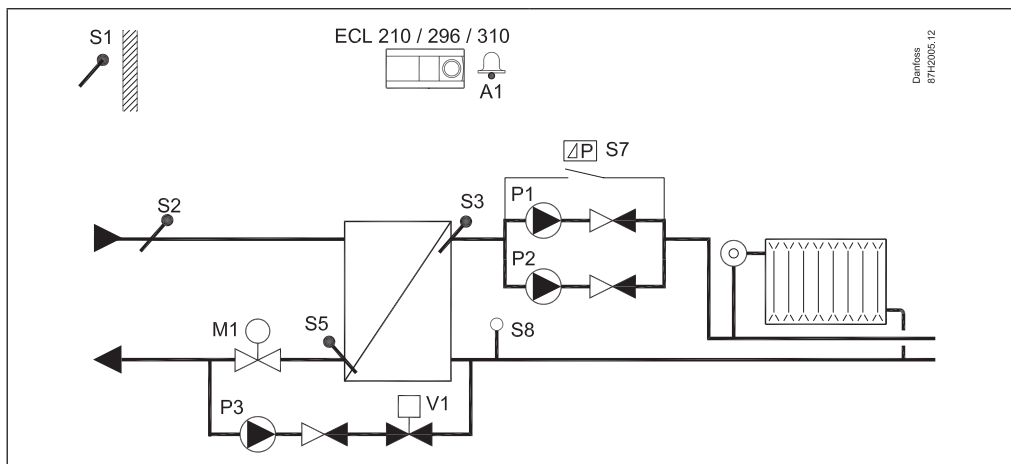 S1
ECL 210 / 296 / 310
A1
Danfoss
87H2005.12
⊿P S7
P1
S2
S3
P2
M1
S5
S8
P3
V1